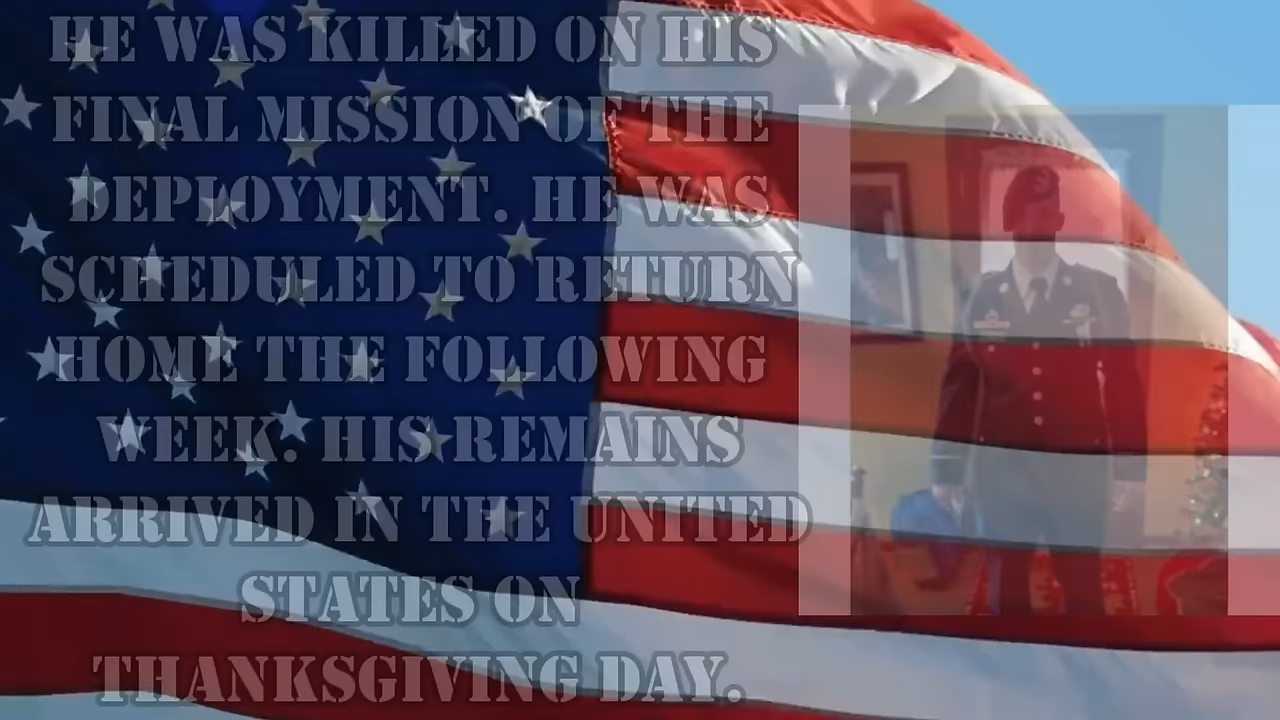 HE WAS KILLED ON HIS
FINAL MISSION OF THE
DEPLOYMENT. HE WAS
SCHEDULED TO RETURN
HOME THE FOLLOWING
WEEK. HIS REMAINS
ARRIVED IN THE UNITED
STATES ON
THANKSGIVING DAY.